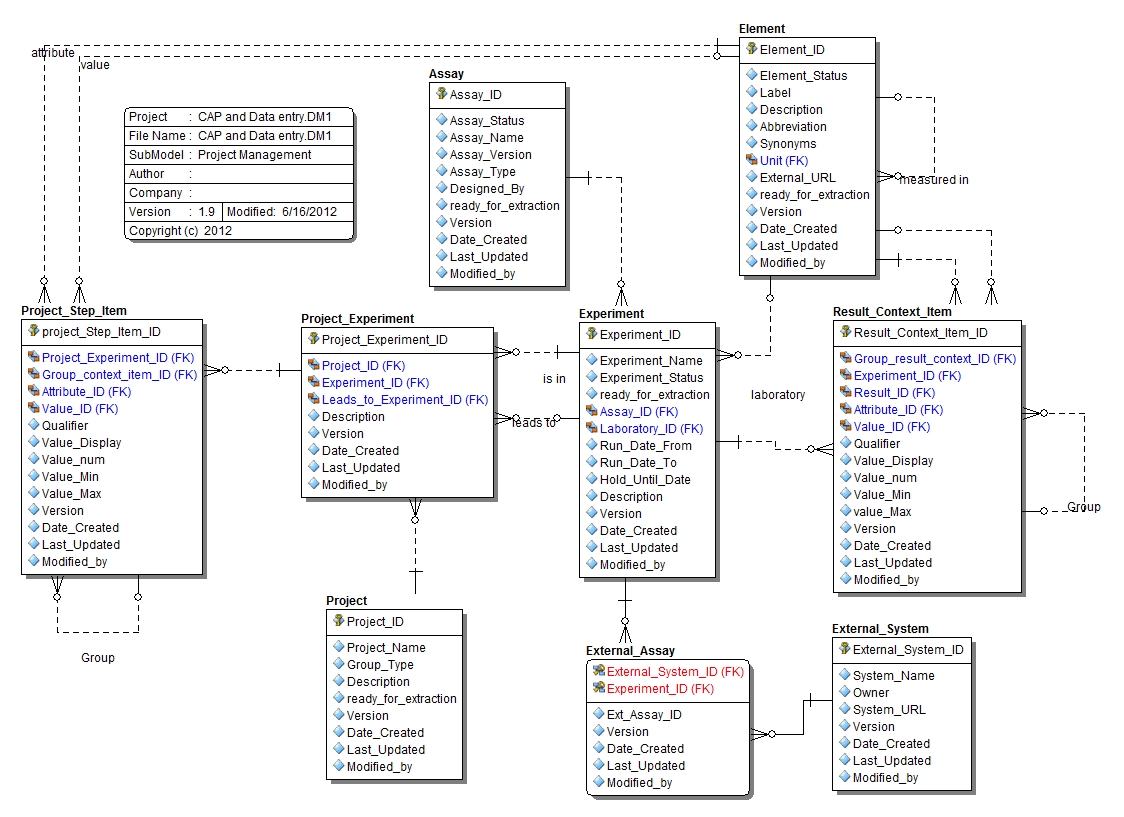 attribute
value
Project : CAP and Data entry.DM1
File Name : CAP and Data entry.DM1
SubModel : Project Management
Author :
Company :
Version : 1.9 Modified: 6/16/2012
Copyright (c) 2012
Assay
Assay_ID
Assay_Status
Assay_Name
Assay_Version
Assay_Type
Designed_By
ready_for_extraction
Version
Date_Created
Last_Updated
Modified_by
Element
Element_ID
Element_Status
Label
Description
Abbreviation
Synonyms
Unit (FK)
External_URL
ready_for_extraction
Version
Date_Created
Last_Updated
Modified_by
measured in
Project_Step_Item
project_Step_Item_ID
Project_Experiment_ID (FK)
Group_context_item_ID (FK)
Attribute_ID (FK)
Value_ID (FK)
Qualifier
Value_Display
Value_num
Value_Min
Value_Max
Version
Date_Created
Last_Updated
Modified_by
Group
Project_Experiment
Project_Experiment_ID
Project_ID (FK)
Experiment_ID (FK)
Leads_to_Experiment_ID (FK)
Description
Version
Date_Created
Last_Updated
Modified_by
is in
leads to
Experiment
Experiment_ID
Experiment_Name
Experiment_Status
ready_for_extraction
Assay_ID (FK)
Laboratory_ID (FK)
Run_Date_From
Run_Date_To
Hold_Until_Date
Description
Version
Date_Created
Last_Updated
Modified_by
laboratory
Result_Context_Item
Result_Context_Item_ID
Group_result_context_ID (FK)
Experiment_ID (FK)
Result_ID (FK)
Attribute_ID (FK)
Value_ID (FK)
Qualifier
Value_Display
Value_num
Value_Min
value_Max
Version
Date_Created
Last_Updated
Modified_by
Group
Project
Project_ID
Project_Name
Group_Type
Description
ready_for_extraction
Version
Date_Created
Last_Updated
Modified_by
External_Assay
External_System_ID (FK)
Experiment_ID (FK)
Ext_Assay_ID
Version
Date_Created
Last_Updated
Modified_by
External_System
External_System_ID
System_Name
Owner
System_URL
Version
Date_Created
Last_Updated
Modified_by